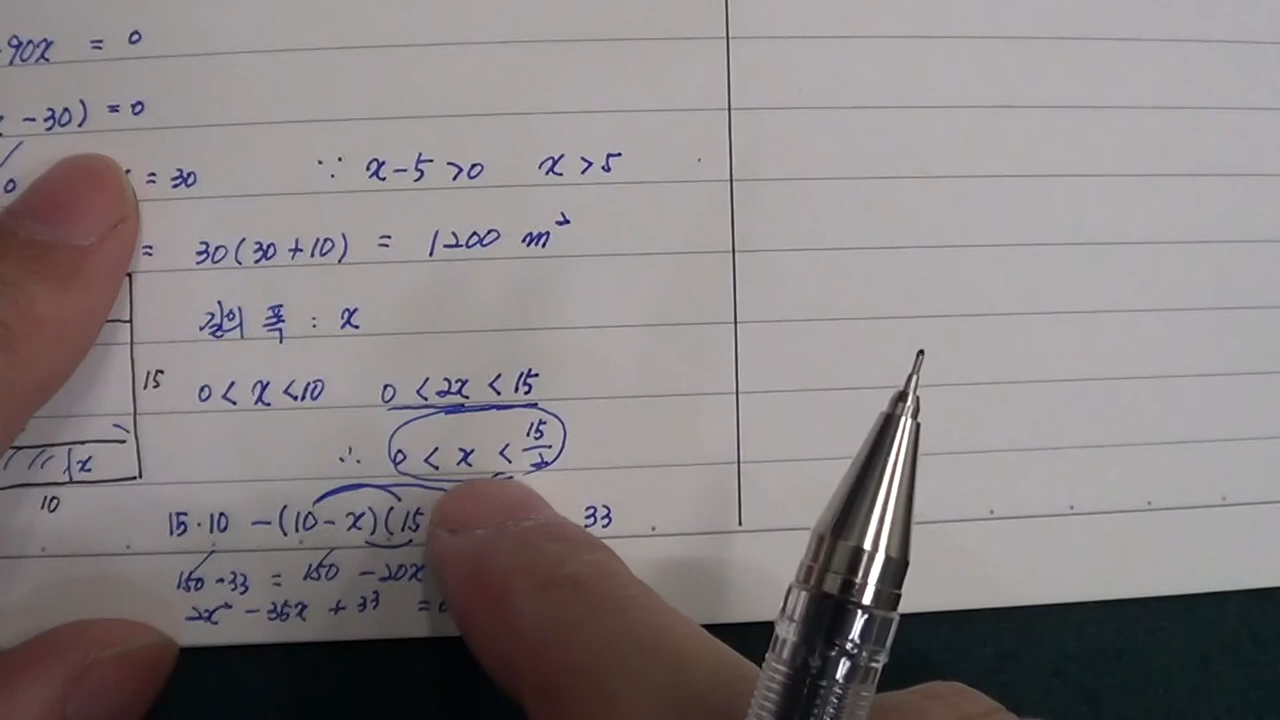 90x = 0
- 30) = 0
0 = 30 ∵ x-5 >0 x >5
= 30(30+10) = 1200 m²
길의 폭 : x
15 0 < x <10 0 < 2x < 15
x ∴ 0 < x < 15/2
10
15·10 -(10-x)(15 33
150-33 = 150 -20x
2x² -35x + 33 =0